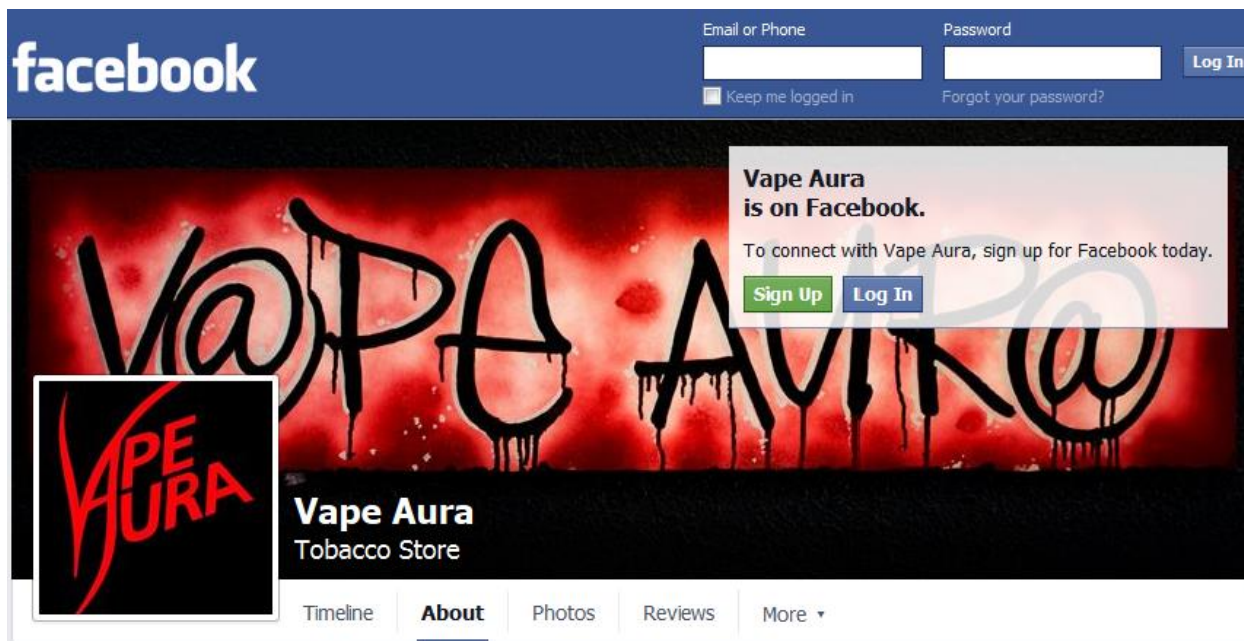 Email or Phone
Password
facebook
Log In
Keep me logged in
Forgot your password?
V@PE AUR@
Vape Aura
is on Facebook.
To connect with Vape Aura, sign up for Facebook today.
Sign Up
Log In
VAPE
AURA
Vape Aura
Tobacco Store
Timeline
About
Photos
Reviews
More